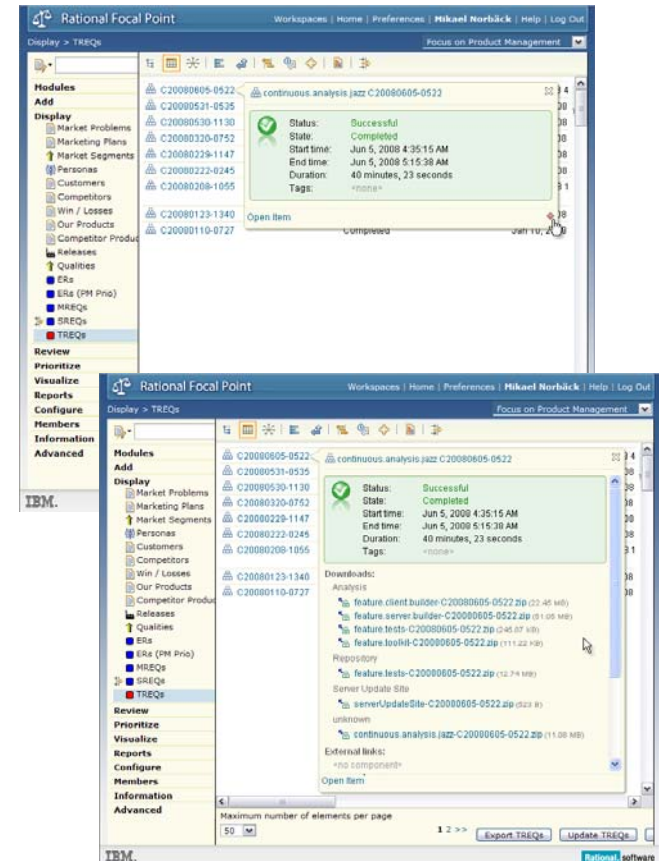 Rational Focal Point
Workspaces | Home | Preferences | Mikael Norbäck | Help | Log Out
Display > TREQs
Focus on Product Management
Modules
Add
Display
Market Problems
Marketing Plans
Market Segments
Personas
Customers
Competitors
Win / Losses
Our Products
Competitor Produc
Releases
Qualities
ERs
ERs (PM Prio)
MREQs
SREQs
TREQs
Review
Prioritize
Visualize
Reports
Configure
Members
Information
Advanced
IBM.
C20080605-0522
C20080531-0535
C20080530-1130
C20080320-0752
C20080229-1147
C20080222-0245
C20080208-1055
C20080123-1340
C20080110-0727
continuous.analysis.jazz C20080605-0522
Status: Successful
State: Completed
Start time: Jun 5, 2008 4:35:15 AM
End time: Jun 5, 2008 5:15:38 AM
Duration: 40 minutes, 23 seconds
Tags: <none>
Open Item
Completed
Jan 10, 2008
Rational Focal Point
Workspaces | Home | Preferences | Mikael Norbäck | Help | Log Out
Display > TREQs
Focus on Product Management
Modules
Add
Display
Market Problems
Marketing Plans
Market Segments
Personas
Customers
Competitors
Win / Losses
Our Products
Competitor Produc
Releases
Qualities
ERs
ERs (PM Prio)
MREQs
SREQs
TREQs
Review
Prioritize
Visualize
Reports
Configure
Members
Information
Advanced
C20080605-0522
C20080531-0535
C20080530-1130
C20080320-0752
C20080229-1147
C20080222-0245
C20080208-1055
C20080123-1340
C20080110-0727
continuous.analysis.jazz C20080605-0522
Status: Successful
State: Completed
Start time: Jun 5, 2008 4:35:15 AM
End time: Jun 5, 2008 5:15:38 AM
Duration: 40 minutes, 23 seconds
Tags: <none>
Downloads:
Analysis
feature.client.builder-C20080605-0522.zip (22.45 MB)
feature.server.builder-C20080605-0522.zip (51.05 MB)
feature.tests-C20080605-0522.zip (245.07 KB)
feature.toolkit-C20080605-0522.zip (111.22 KB)
Repository
feature.tests-C20080605-0522.zip (12.74 MB)
Server Update Site
serverUpdateSite-C20080605-0522.zip (523 B)
unknown
continuous.analysis.jazz-C20080605-0522.zip (11.08 MB)
External links:
<no component>
Open Item
Maximum number of elements per page
50
1 2 >>
Export TREQs
Update TREQs
IBM.
Rational. software